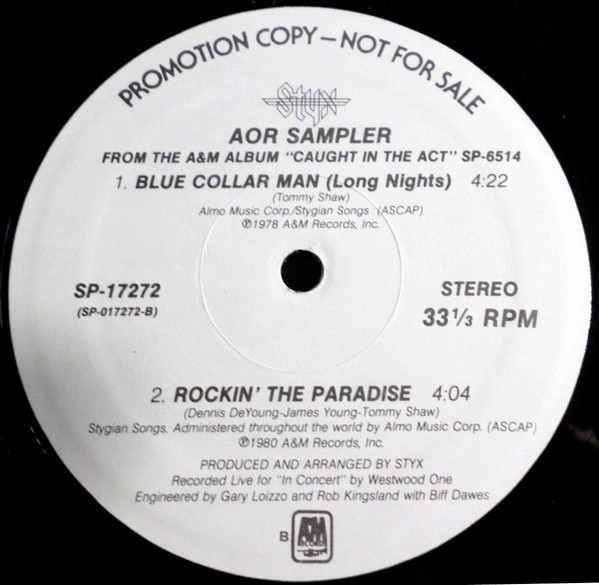 PROMOTION COPY — NOT FOR SALE
Styx
AOR SAMPLER
FROM THE A&M ALBUM "CAUGHT IN THE ACT" SP-6514
1. BLUE COLLAR MAN (Long Nights) 4:22
(Tommy Shaw)
Almo Music Corp./Stygian Songs (ASCAP)
℗1978 A&M Records, Inc.
SP-17272
(SP-017272-B)
STEREO
33 1/3 RPM
2. ROCKIN' THE PARADISE 4:04
(Dennis DeYoung-James Young-Tommy Shaw)
Stygian Songs. Administered throughout the world by Almo Music Corp. (ASCAP)
℗1980 A&M Records, Inc.
PRODUCED AND ARRANGED BY STYX
Recorded Live for "In Concert" by Westwood One
Engineered by Gary Loizzo and Rob Kingsland with Biff Dawes
B
A&M
RECORDS